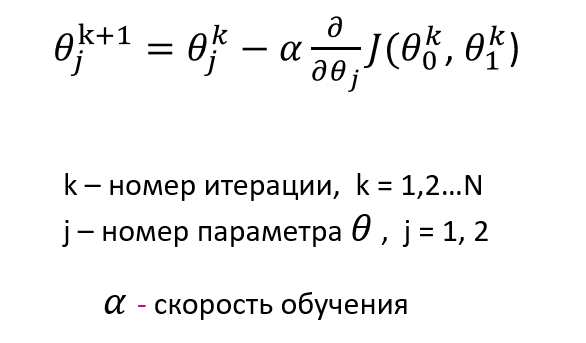 θ_j^{k+1} = θ_j^k − α ∂/∂θ_j J(θ_0^k, θ_1^k)
k – номер итерации, k = 1,2…N
j – номер параметра θ , j = 1, 2
α - скорость обучения